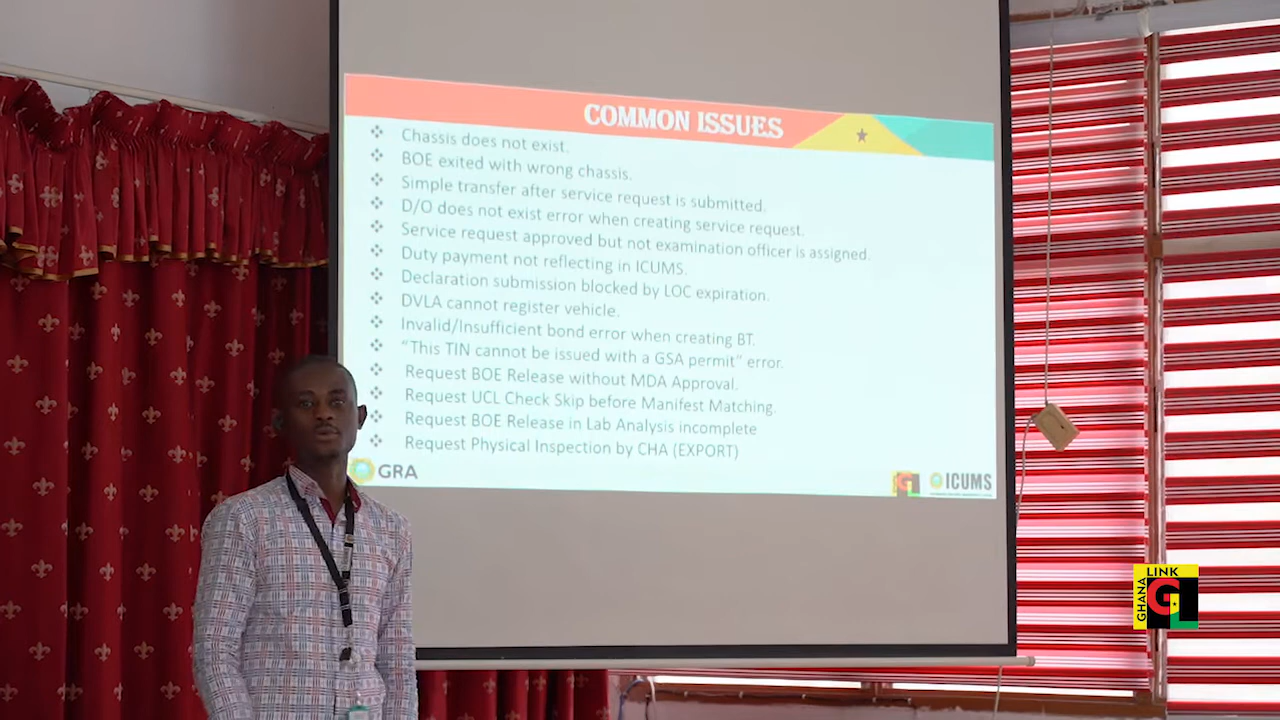 COMMON ISSUES
Chassis does not exist.
BOE exited with wrong chassis.
Simple transfer after service request is submitted.
D/O does not exist error when creating service request.
Service request approved but not examination officer is assigned.
Duty payment not reflecting in ICUMS.
Declaration submission blocked by LOC expiration.
DVLA cannot register vehicle.
Invalid/Insufficient bond error when creating BT.
“This TIN cannot be issued with a GSA permit” error.
Request BOE Release without MDA Approval.
Request UCL Check Skip before Manifest Matching.
Request BOE Release in Lab Analysis incomplete
Request Physical Inspection by CHA (EXPORT)
GRA
ICUMS
GHANA LINK
GL